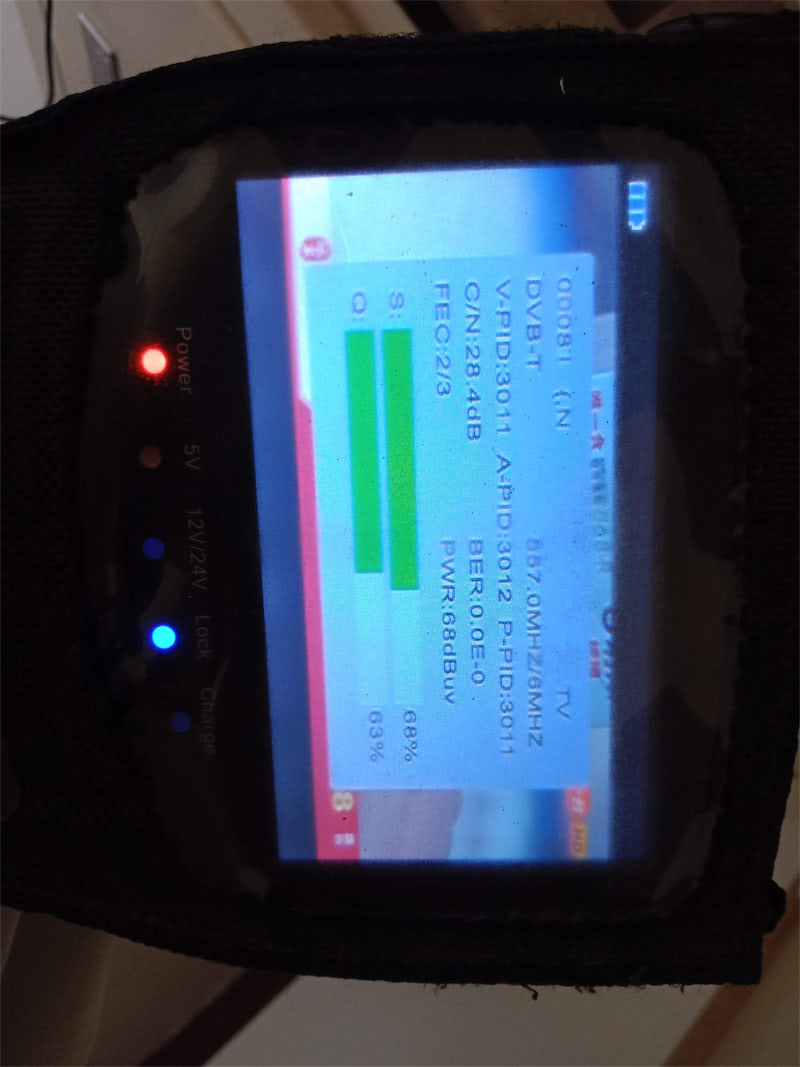 00081 {,N TV
DVB-T 557.0MHZ/6MHZ
V-PID:3011 A-PID:3012 P-PID:3011
C/N:28.4dB BER:0.0E-0
FEC:2/3 PWR:68dBuv
S: 68%
Q: 63%
HD
Power 5V 12V/24V Lock Charge